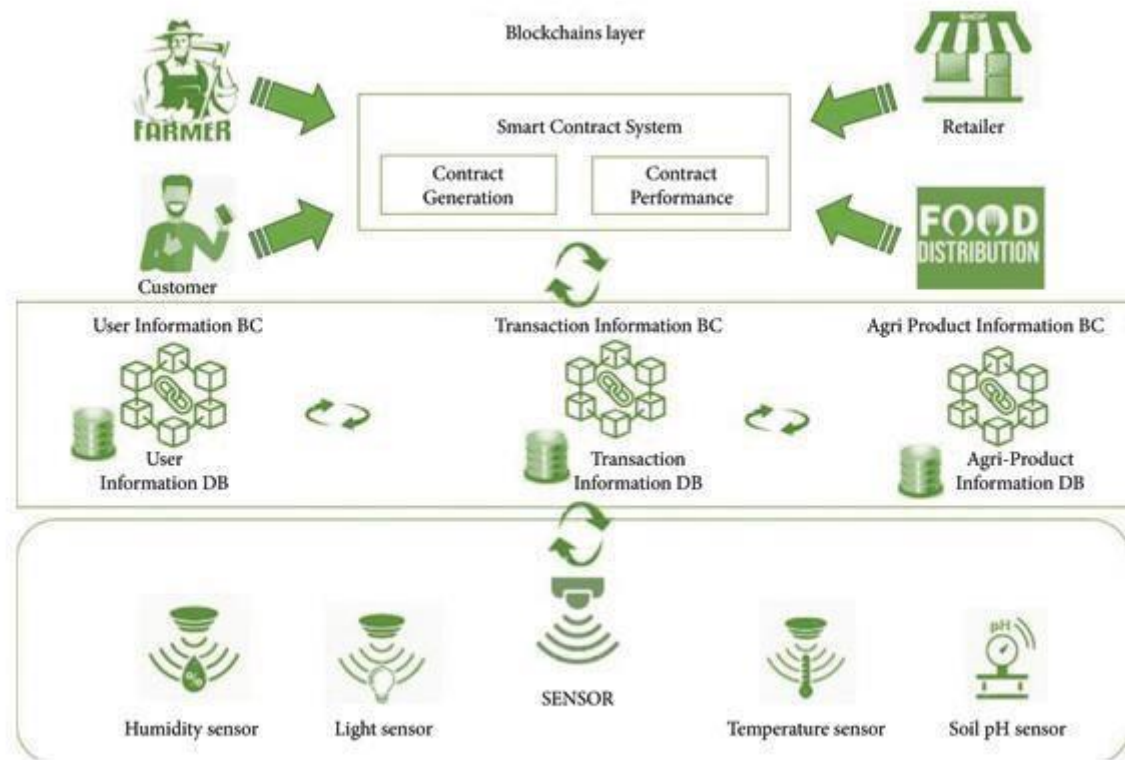 Blockchains layer
FARMER
SHOP
Smart Contract System
Retailer
Contract
Generation
Contract
Performance
FOOD
DISTRIBUTION
Customer
User Information BC
Transaction Information BC
Agri Product Information BC
User
Information DB
Transaction
Information DB
Agri-Product
Information DB
%
pH
SENSOR
Humidity sensor
Light sensor
Temperature sensor
Soil pH sensor